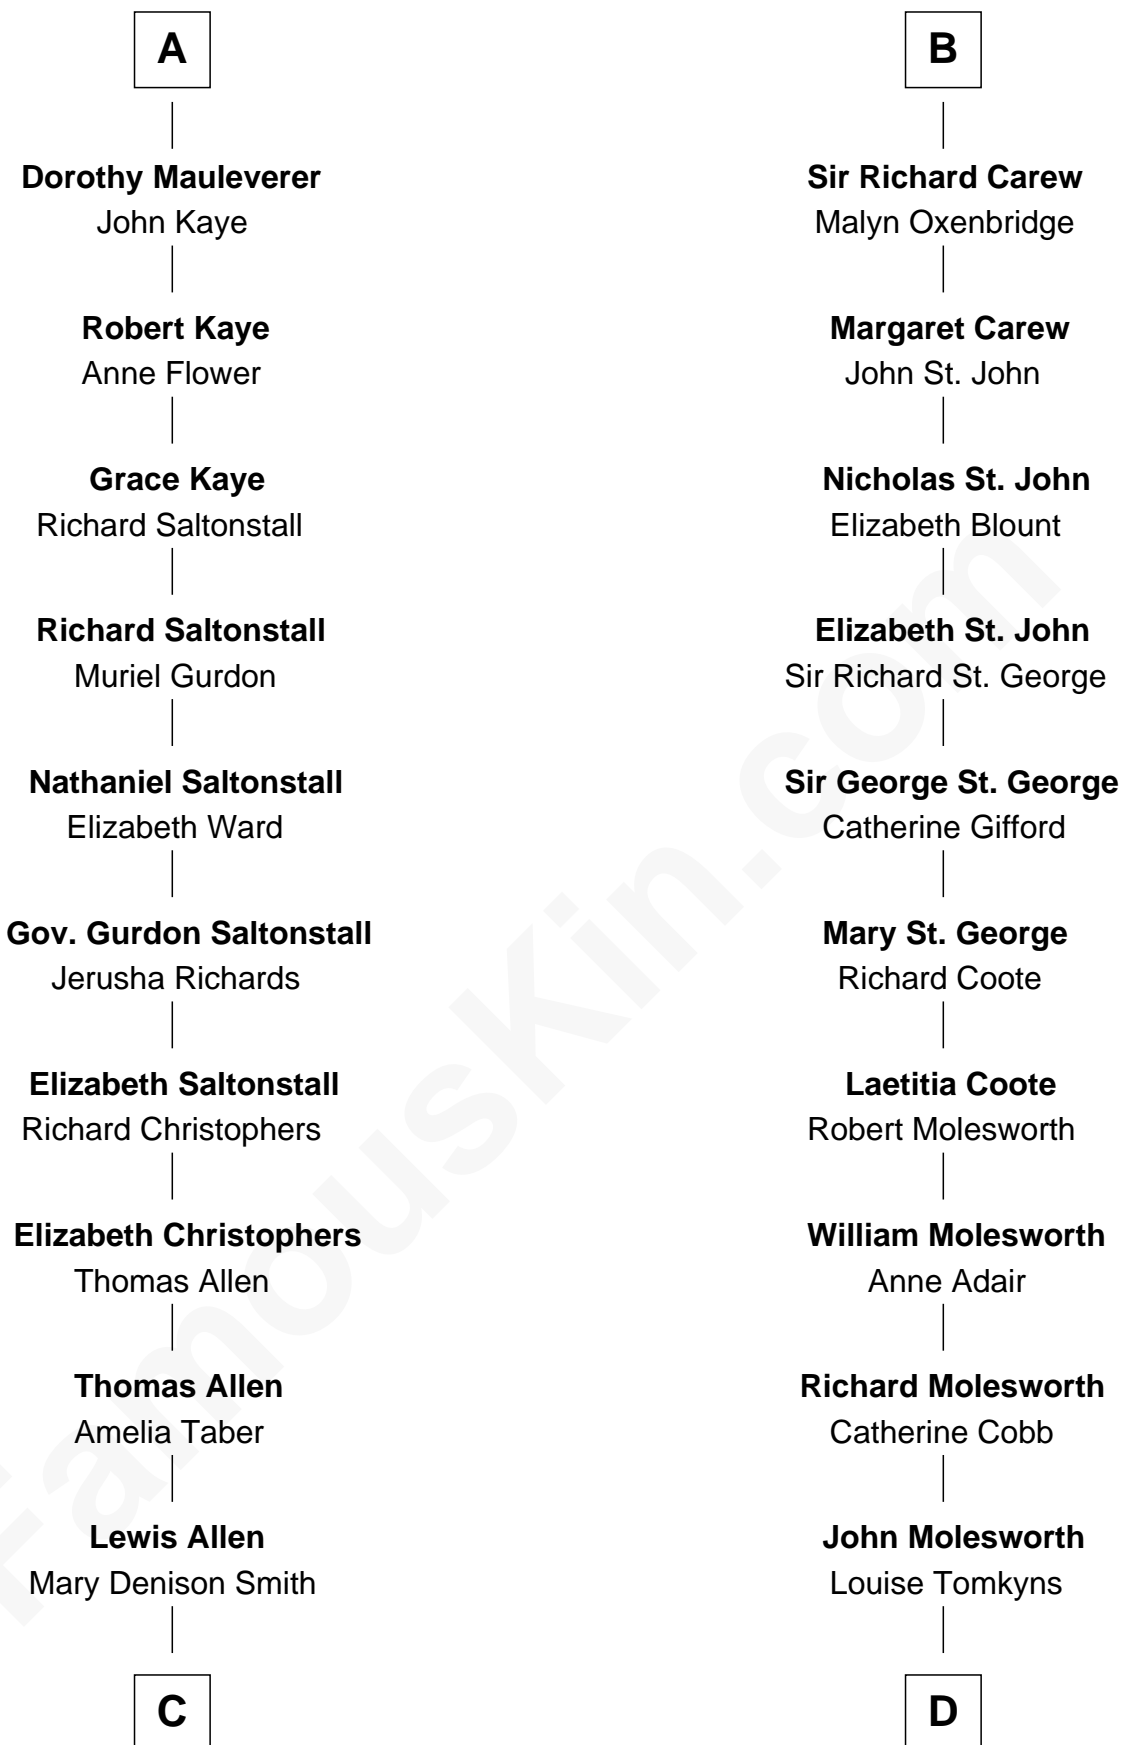 A
Dorothy Mauleverer
John Kaye
Robert Kaye
Anne Flower
Grace Kaye
Richard Saltonstall
Richard Saltonstall
Muriel Gurdon
Nathaniel Saltonstall
Elizabeth Ward
Gov. Gurdon Saltonstall
Jerusha Richards
Elizabeth Saltonstall
Richard Christophers
Elizabeth Christophers
Thomas Allen
Thomas Allen
Amelia Taber
Lewis Allen
Mary Denison Smith
C
B
Sir Richard Carew
Malyn Oxenbridge
Margaret Carew
John St. John
Nicholas St. John
Elizabeth Blount
Elizabeth St. John
Sir Richard St. George
Sir George St. George
Catherine Gifford
Mary St. George
Richard Coote
Laetitia Coote
Robert Molesworth
William Molesworth
Anne Adair
Richard Molesworth
Catherine Cobb
John Molesworth
Louise Tomkyns
D
FamousKin.com